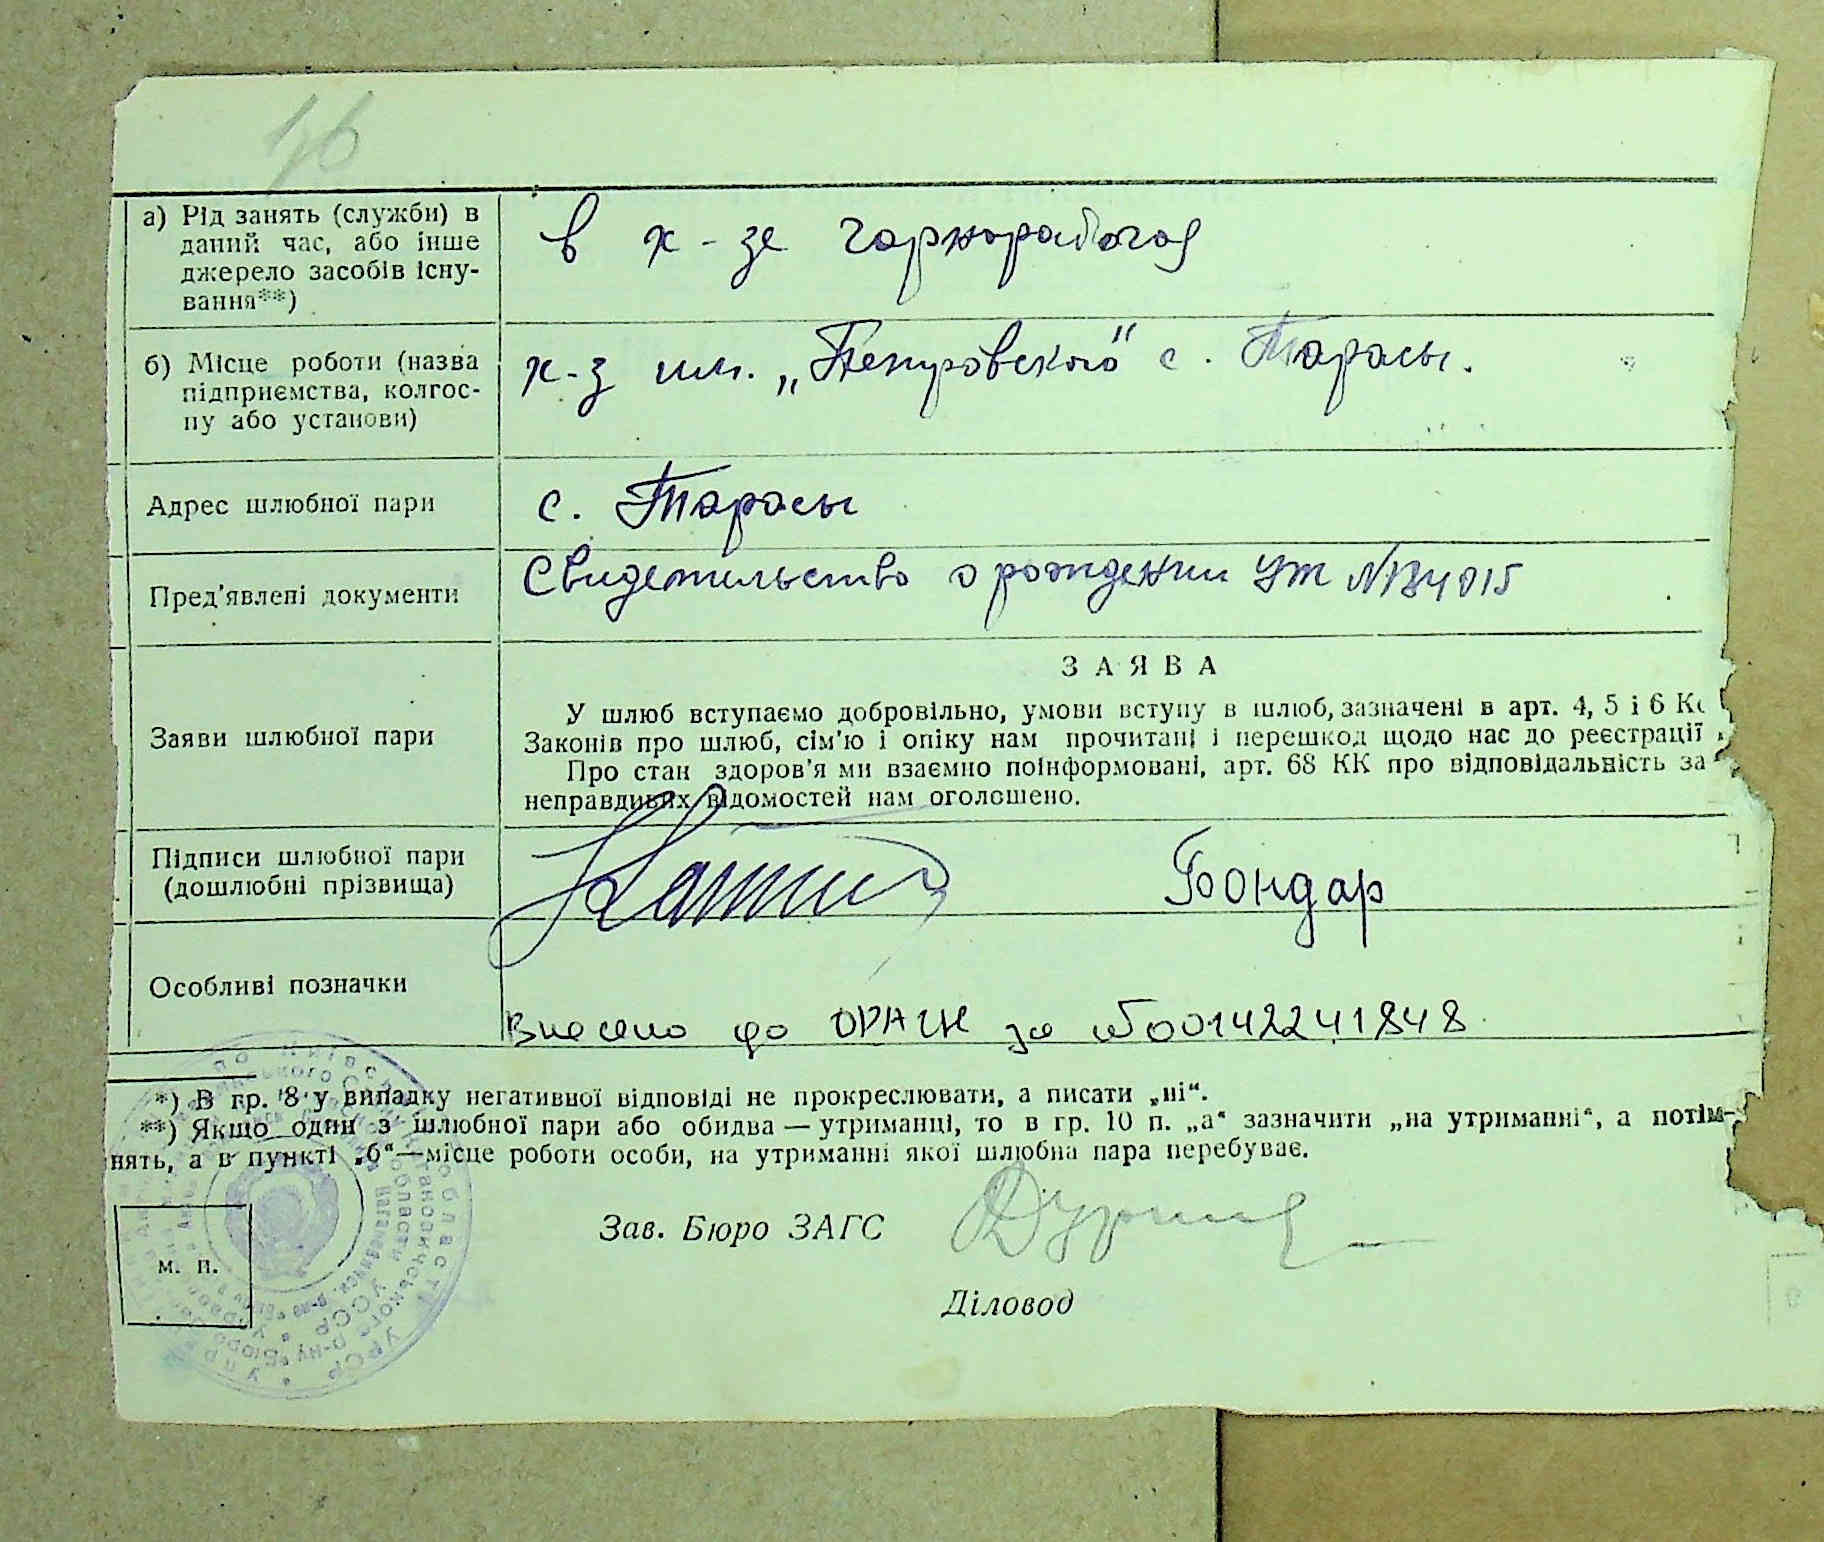 а) Рід занять (служби) в
даний час, або інше
джерело засобів існу-
вання**)
в к-зе чорнорабочая
б) Місце роботи (назва
підприємства, колгос-
пу або установи)
к-з им. с. Тарасы.
Адрес шлюбної пари
с. Тарасы
Пред'явлені документи
Свидетельство о рождении УЖ
Заяви шлюбної пари
ЗАЯВА
У шлюб вступаємо добровільно, умови вступу в шлюб, зазначені в арт. 4, 5 і 6 Ко
Законів про шлюб, сім'ю і опіку нам прочитані і перешкод щодо нас до реєстрації
Про стан здоров'я ми взаємно поінформовані, арт. 68 КК про відповідальність за
неправдивих відомостей нам оголошено.
Підписи шлюбної пари
(дошлюбні прізвища)
Бондар
Особливі позначки
Внесено до ДРАЦС за №00142241848
*) В гр. 8 у випадку негативної відповіді не прокреслювати, а писати „ні“.
**) Якщо один з шлюбної пари або обидва — утриманці, то в гр. 10 п. „а“ зазначити „на утриманні“, а потім
нять, а в пункті „б“—місце роботи особи, на утриманні якої шлюбна пара перебуває.
Зав. Бюро ЗАГС
м. п.
Діловод